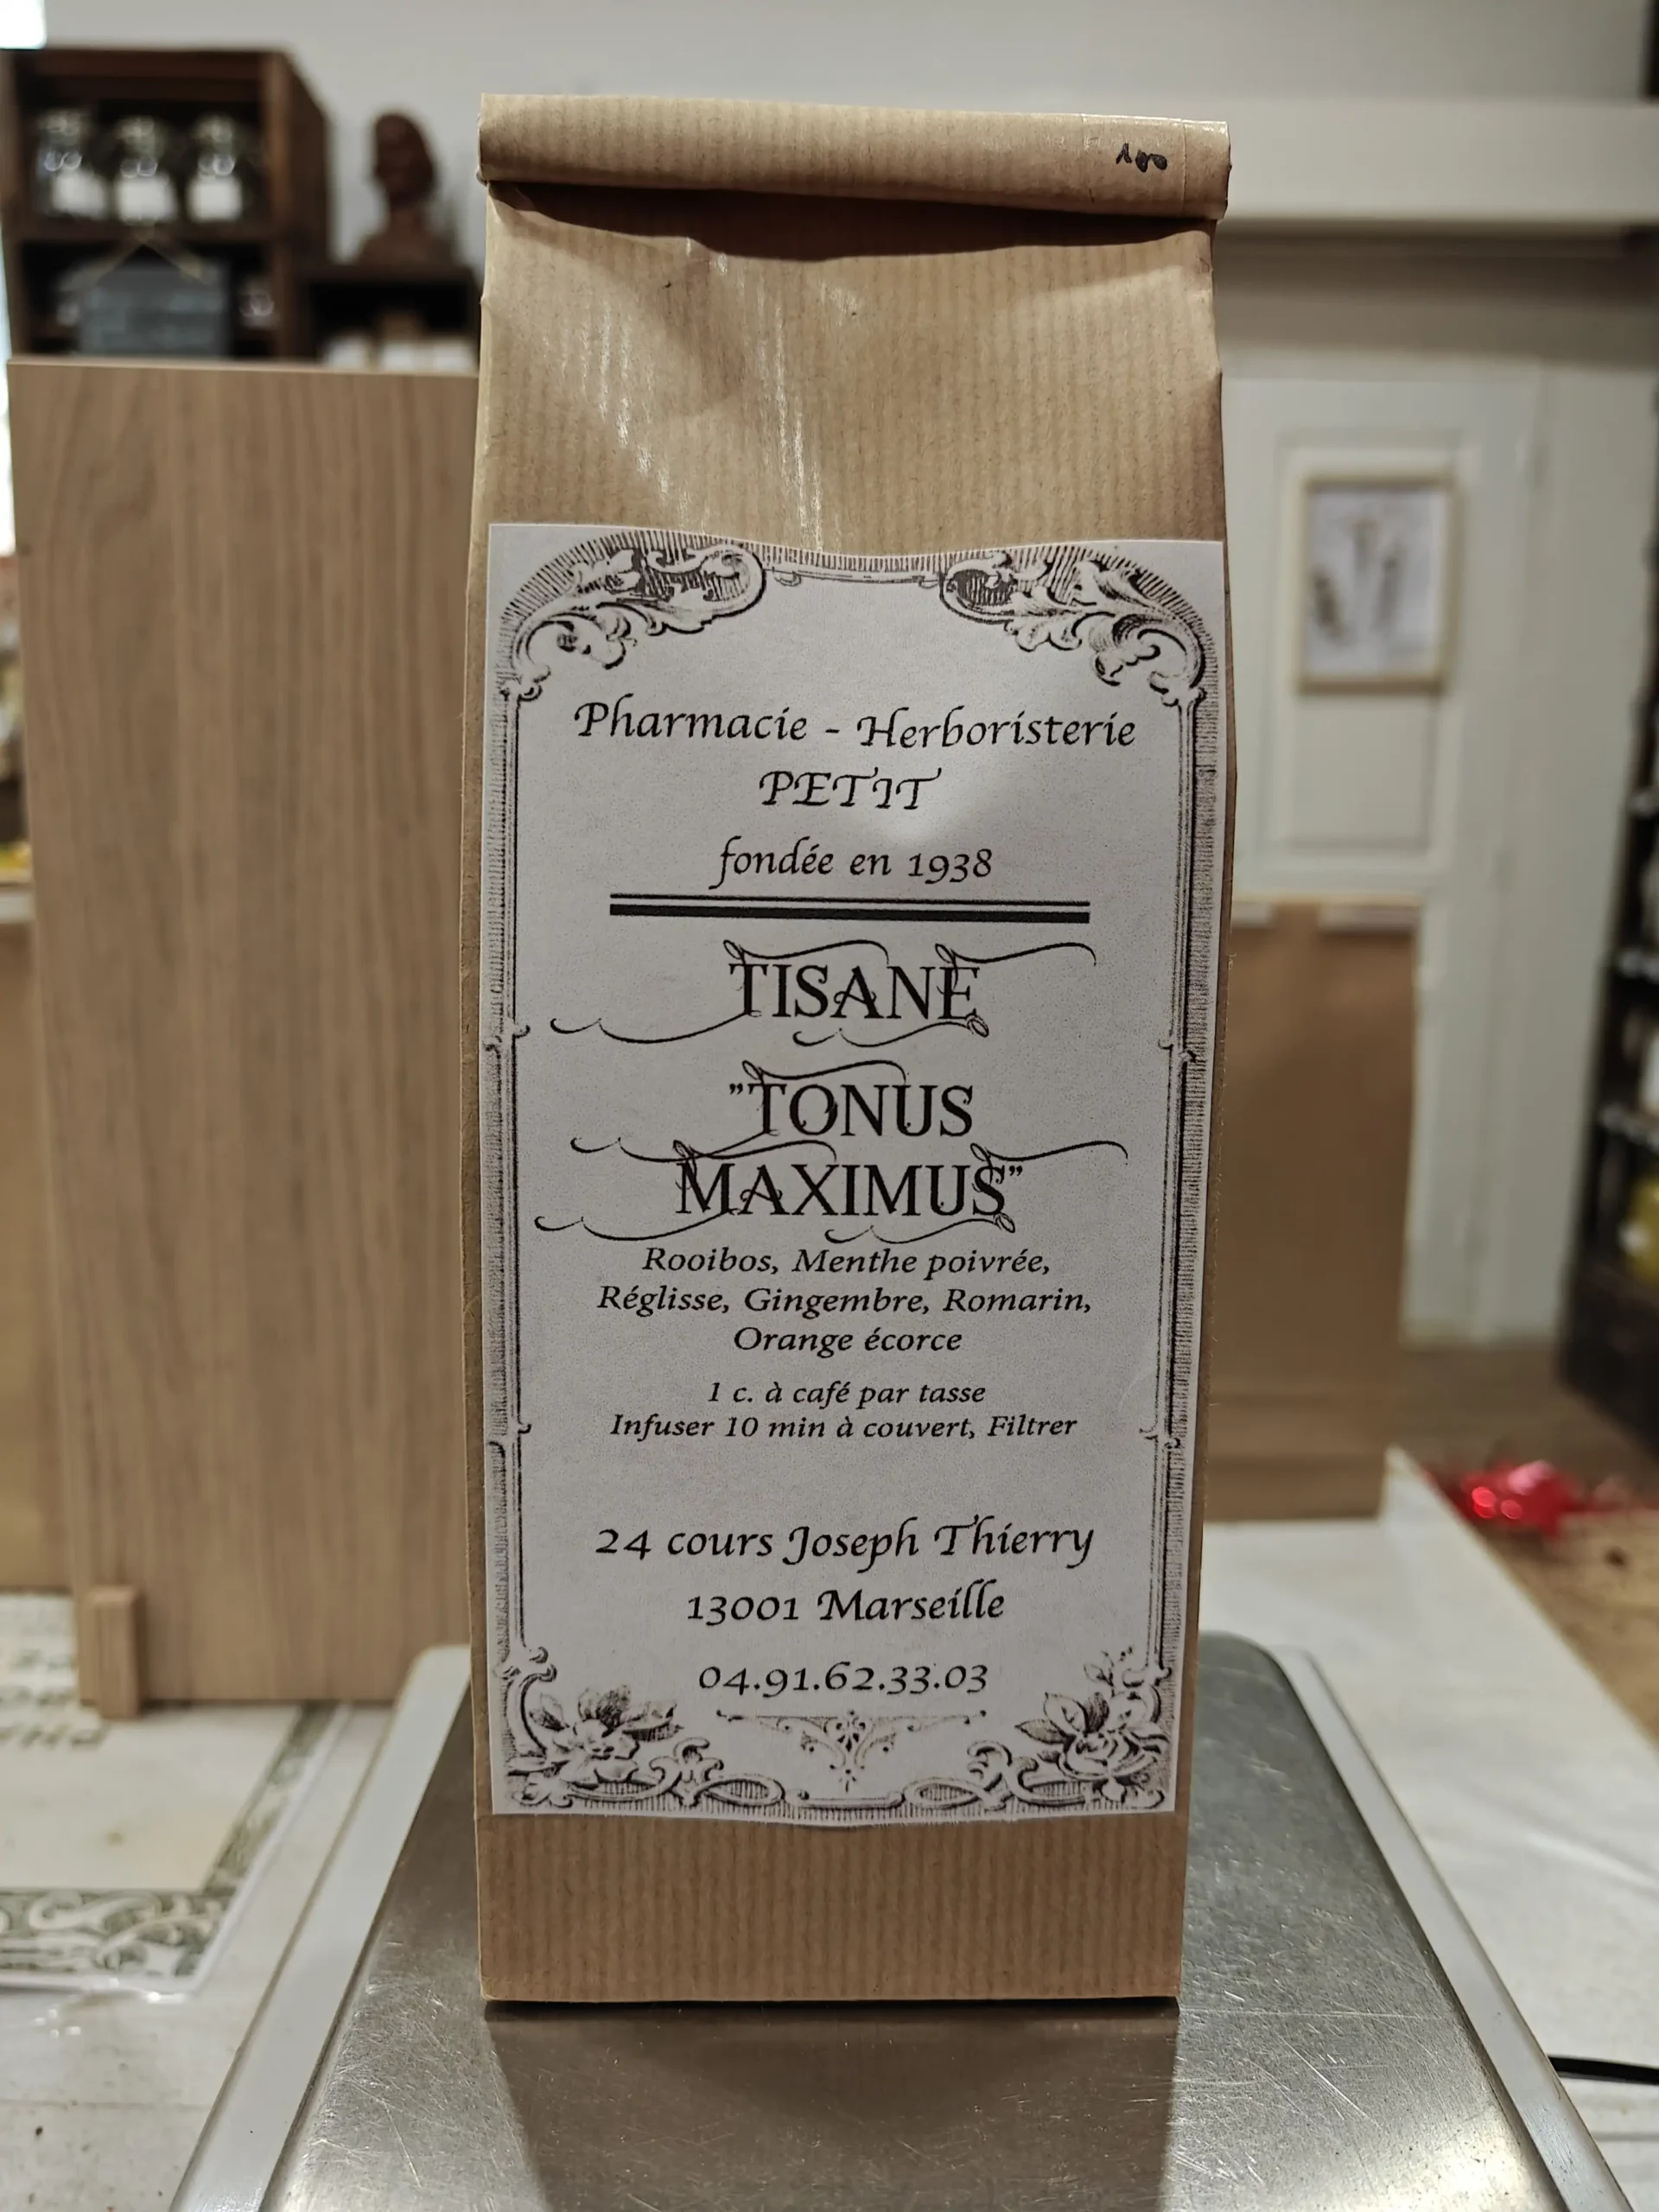 100
Pharmacie - Herboristerie
PETIT
fondée en 1938
TISANE
"TONUS
MAXIMUS"
Rooibos, Menthe poivrée,
Réglisse, Gingembre, Romarin,
Orange écorce
1 c. à café par tasse
Infuser 10 min à couvert, Filtrer
24 cours Joseph Thierry
13001 Marseille
04.91.62.33.03